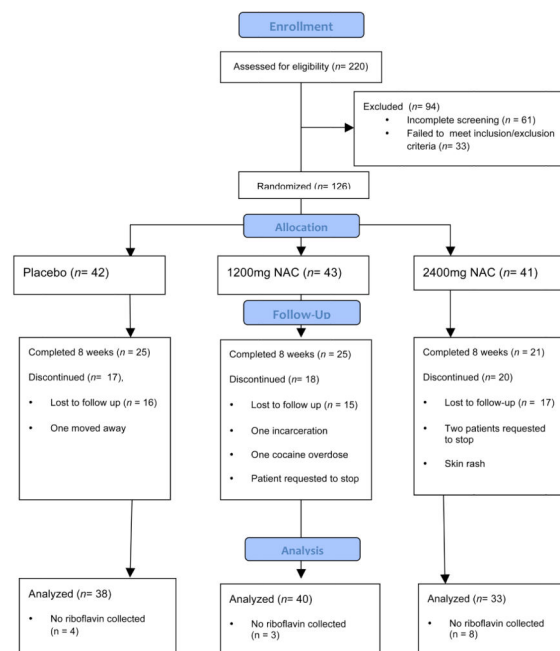 Enrollment
Assessed for eligibility (n= 220)
Excluded (n= 94)
• Incomplete screening (n = 61)
• Failed to meet inclusion/exclusion
criteria (n= 33)
Randomized (n= 126)
Allocation
Placebo (n= 42)
1200mg NAC (n= 43)
2400mg NAC (n= 41)
Follow-Up
Completed 8 weeks (n = 25)
Discontinued (n= 17),
• Lost to follow up (n = 16)
• One moved away
Completed 8 weeks (n = 25)
Discontinued (n= 18)
• Lost to follow up (n = 15)
• One incarceration
• One cocaine overdose
• Patient requested to stop
Completed 8 weeks (n = 21)
Discontinued (n= 20)
• Lost to follow-up (n = 17)
• Two patients requested
to stop
• Skin rash
Analysis
Analyzed (n= 38)
• No riboflavin collected
(n = 4)
Analyzed (n= 40)
• No riboflavin collected
(n = 3)
Analyzed (n= 33)
• No riboflavin collected
(n = 8)